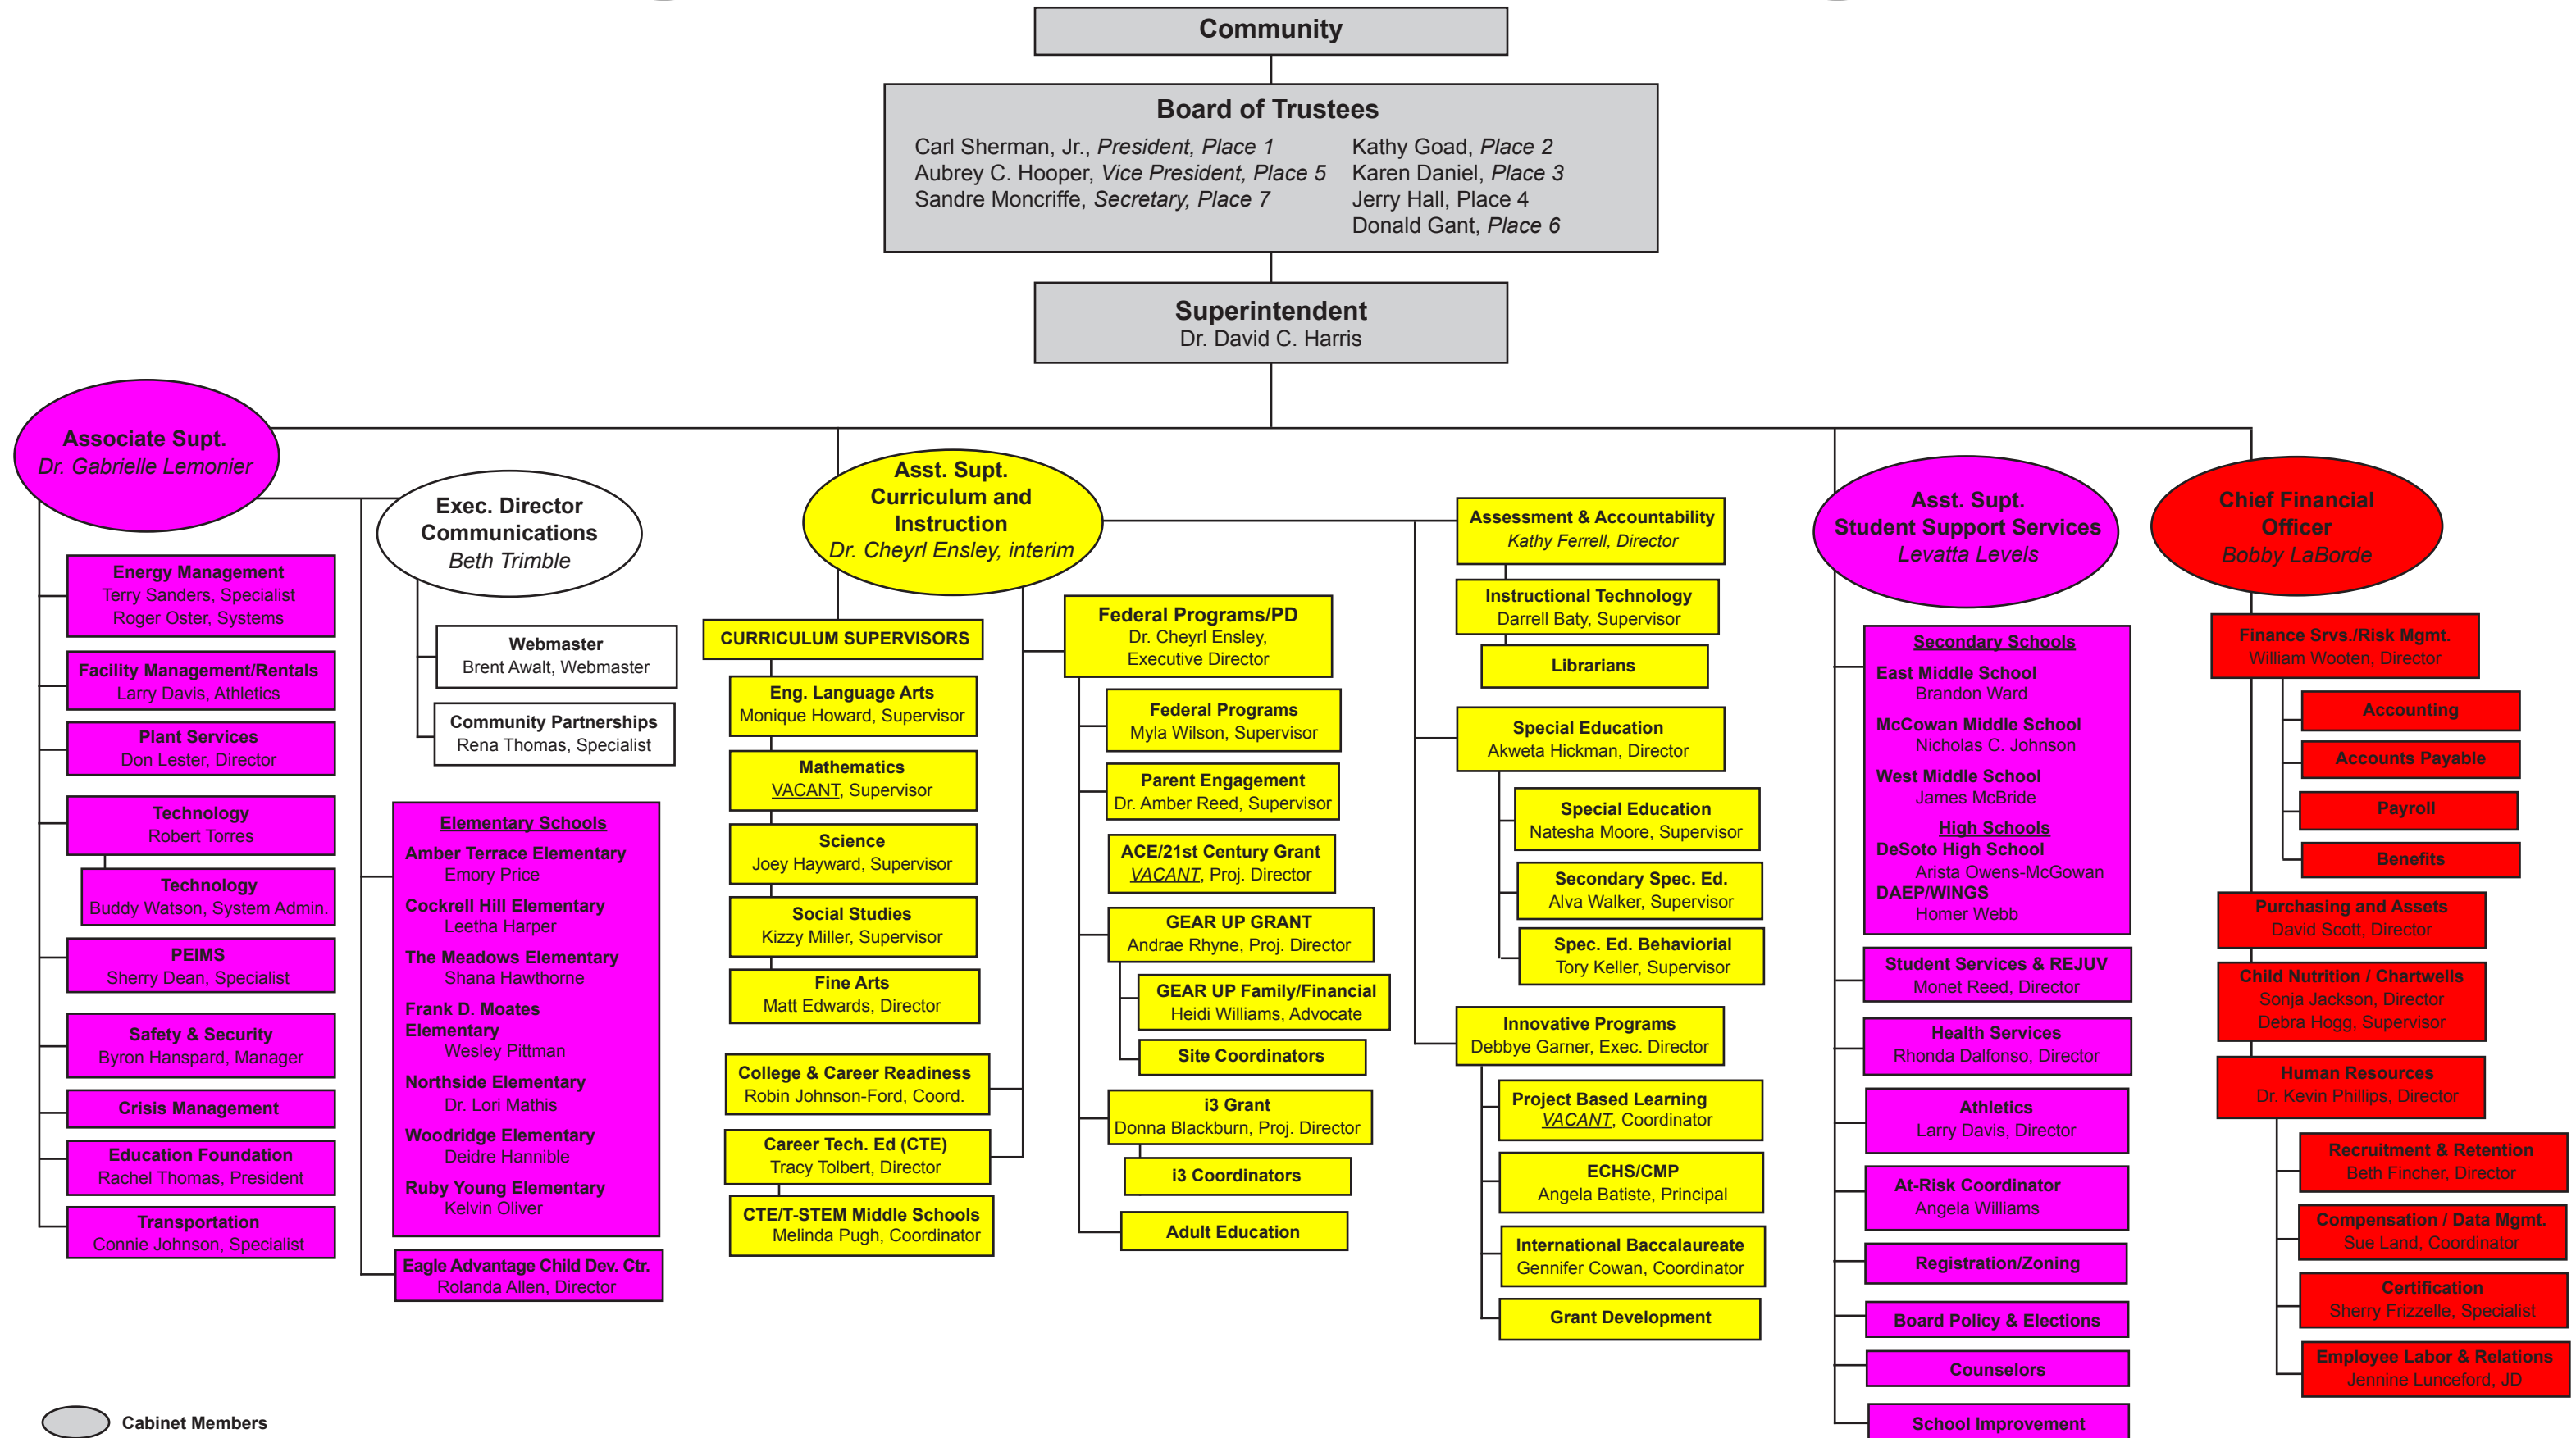 Community
Board of Trustees
Carl Sherman, Jr., President, Place 1
Aubrey C. Hooper, Vice President, Place 5
Sandre Moncriffe, Secretary, Place 7
Kathy Goad, Place 2
Karen Daniel, Place 3
Jerry Hall, Place 4
Donald Gant, Place 6
Superintendent
Dr. David C. Harris
Associate Supt.
Dr. Gabrielle Lemonier
Energy Management
Terry Sanders, Specialist
Roger Oster, Systems
Facility Management/Rentals
Larry Davis, Athletics
Plant Services
Don Lester, Director
Technology
Robert Torres
Technology
Buddy Watson, System Admin.
PEIMS
Sherry Dean, Specialist
Safety & Security
Byron Hanspard, Manager
Crisis Management
Education Foundation
Rachel Thomas, President
Transportation
Connie Johnson, Specialist
Exec. Director
Communications
Beth Trimble
Webmaster
Brent Awalt, Webmaster
Community Partnerships
Rena Thomas, Specialist
Elementary Schools
Amber Terrace Elementary
Emory Price
Cockrell Hill Elementary
Leetha Harper
The Meadows Elementary
Shana Hawthorne
Frank D. Moates
Elementary
Wesley Pittman
Northside Elementary
Dr. Lori Mathis
Woodridge Elementary
Deidre Hannible
Ruby Young Elementary
Kelvin Oliver
Eagle Advantage Child Dev. Ctr.
Rolanda Allen, Director
Asst. Supt.
Curriculum and
Instruction
Dr. Cheyrl Ensley, interim
CURRICULUM SUPERVISORS
Eng. Language Arts
Monique Howard, Supervisor
Mathematics
VACANT, Supervisor
Science
Joey Hayward, Supervisor
Social Studies
Kizzy Miller, Supervisor
Fine Arts
Matt Edwards, Director
College & Career Readiness
Robin Johnson-Ford, Coord.
Career Tech. Ed (CTE)
Tracy Tolbert, Director
CTE/T-STEM Middle Schools
Melinda Pugh, Coordinator
Federal Programs/PD
Dr. Cheyrl Ensley,
Executive Director
Federal Programs
Myla Wilson, Supervisor
Parent Engagement
Dr. Amber Reed, Supervisor
ACE/21st Century Grant
VACANT, Proj. Director
GEAR UP GRANT
Andrae Rhyne, Proj. Director
GEAR UP Family/Financial
Heidi Williams, Advocate
Site Coordinators
i3 Grant
Donna Blackburn, Proj. Director
i3 Coordinators
Adult Education
Assessment & Accountability
Kathy Ferrell, Director
Instructional Technology
Darrell Baty, Supervisor
Librarians
Special Education
Akweta Hickman, Director
Special Education
Natesha Moore, Supervisor
Secondary Spec. Ed.
Alva Walker, Supervisor
Spec. Ed. Behaviorial
Tory Keller, Supervisor
Innovative Programs
Debbye Garner, Exec. Director
Project Based Learning
VACANT, Coordinator
ECHS/CMP
Angela Batiste, Principal
International Baccalaureate
Gennifer Cowan, Coordinator
Grant Development
Asst. Supt.
Student Support Services
Levatta Levels
Secondary Schools
East Middle School
Brandon Ward
McCowan Middle School
Nicholas C. Johnson
West Middle School
James McBride
High Schools
DeSoto High School
Arista Owens-McGowan
DAEP/WINGS
Homer Webb
Student Services & REJUV
Monet Reed, Director
Health Services
Rhonda Dalfonso, Director
Athletics
Larry Davis, Director
At-Risk Coordinator
Angela Williams
Registration/Zoning
Board Policy & Elections
Counselors
School Improvement
Chief Financial
Officer
Bobby LaBorde
Finance Srvs./Risk Mgmt.
William Wooten, Director
Accounting
Accounts Payable
Payroll
Benefits
Purchasing and Assets
David Scott, Director
Child Nutrition / Chartwells
Sonja Jackson, Director
Debra Hogg, Supervisor
Human Resources
Dr. Kevin Phillips, Director
Recruitment & Retention
Beth Fincher, Director
Compensation / Data Mgmt.
Sue Land, Coordinator
Certification
Sherry Frizzelle, Specialist
Employee Labor & Relations
Jennine Lunceford, JD
Cabinet Members